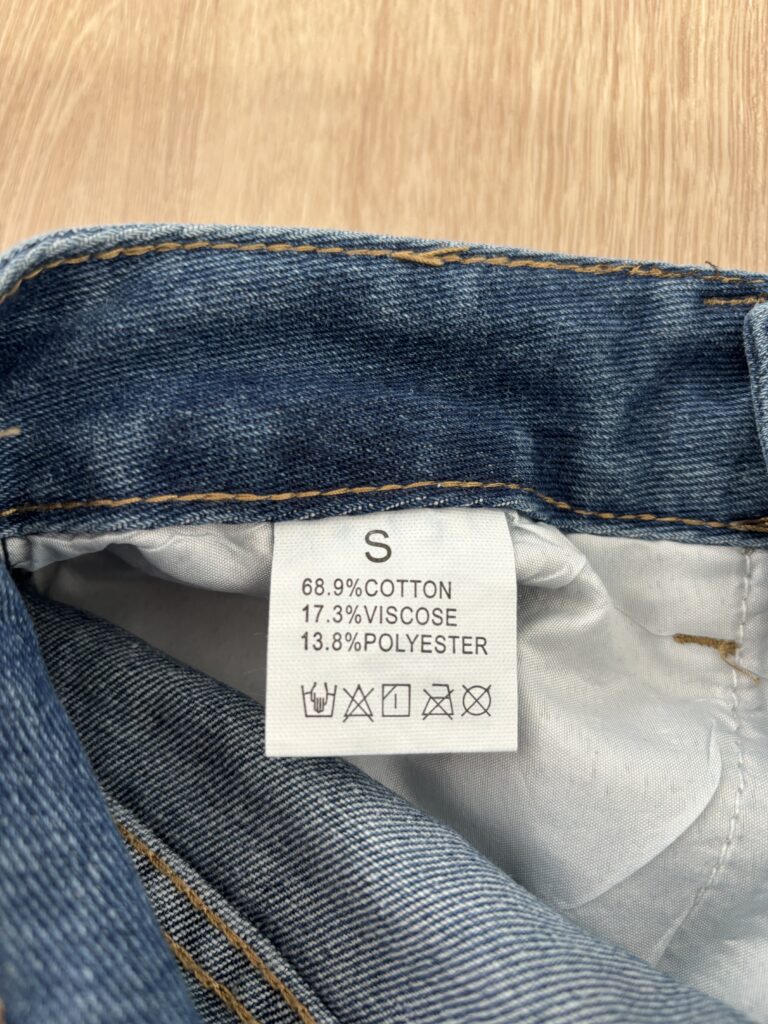 S
68.9%COTTON
17.3%VISCOSE
13.8%POLYESTER